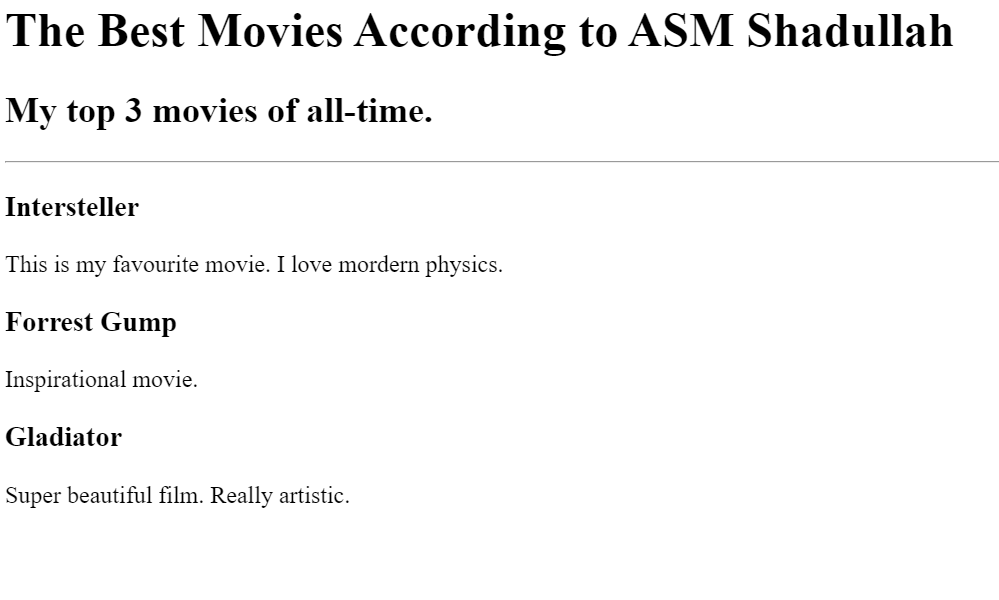 The Best Movies According to ASM Shadullah
My top 3 movies of all-time.
Intersteller
This is my favourite movie. I love mordern physics.
Forrest Gump
Inspirational movie.
Gladiator
Super beautiful film. Really artistic.